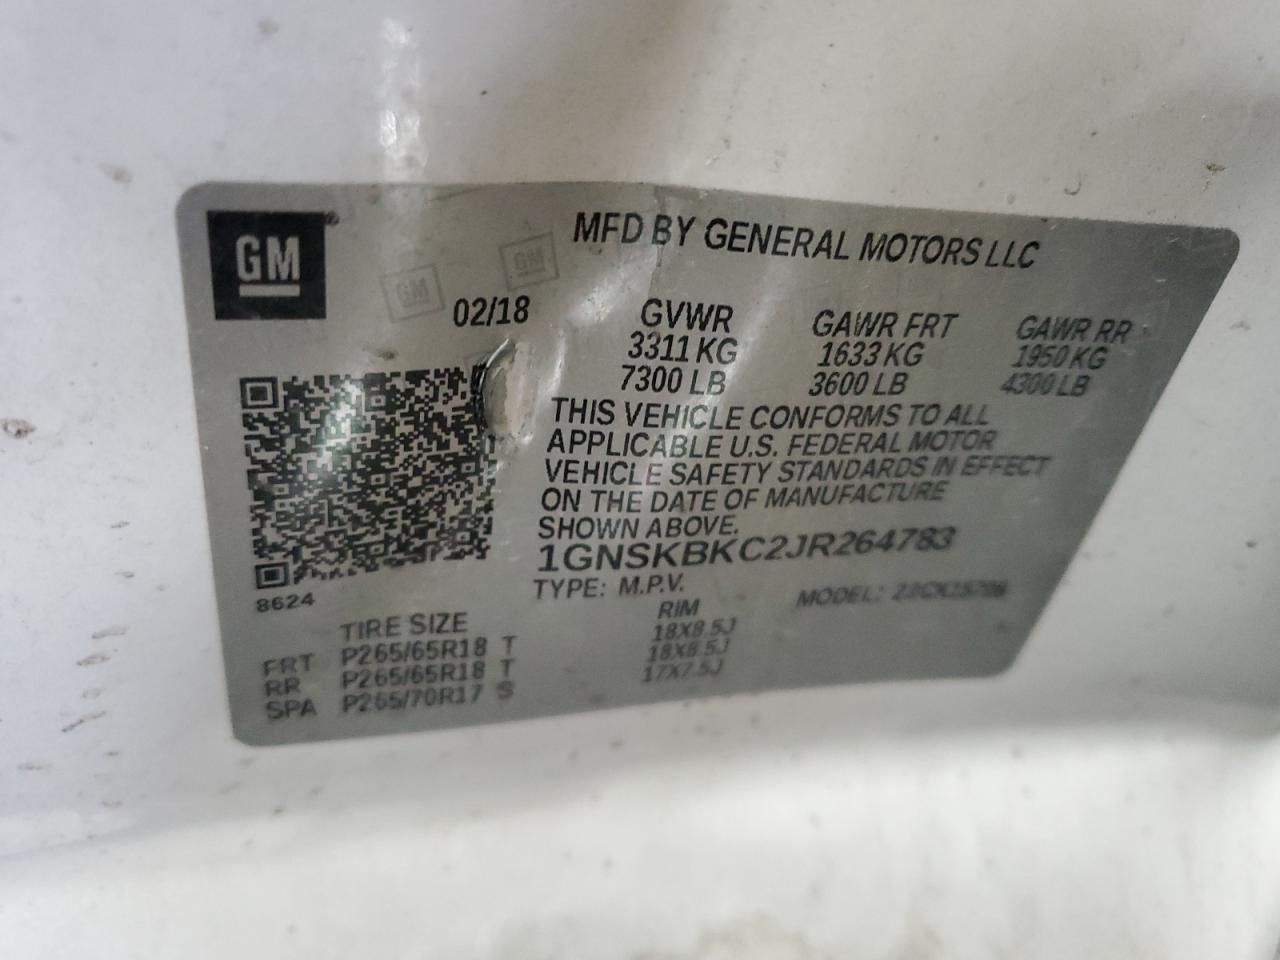 GM
MFD BY GENERAL MOTORS LLC
GM GM
02/18
GVWR GAWR FRT GAWR RR
3311 KG 1633 KG 1950 KG
7300 LB 3600 LB 4300 LB
THIS VEHICLE CONFORMS TO ALL
APPLICABLE U.S. FEDERAL MOTOR
VEHICLE SAFETY STANDARDS IN EFFECT
ON THE DATE OF MANUFACTURE
SHOWN ABOVE.
1GNSKBKC2JR264783
TYPE: M.P.V. MODEL:
8624
TIRE SIZE RIM
FRT P265/65R18 T 18X8.5J
RR P265/65R18 T 18X8.5J
SPA P265/70R17 S 17X7.5J